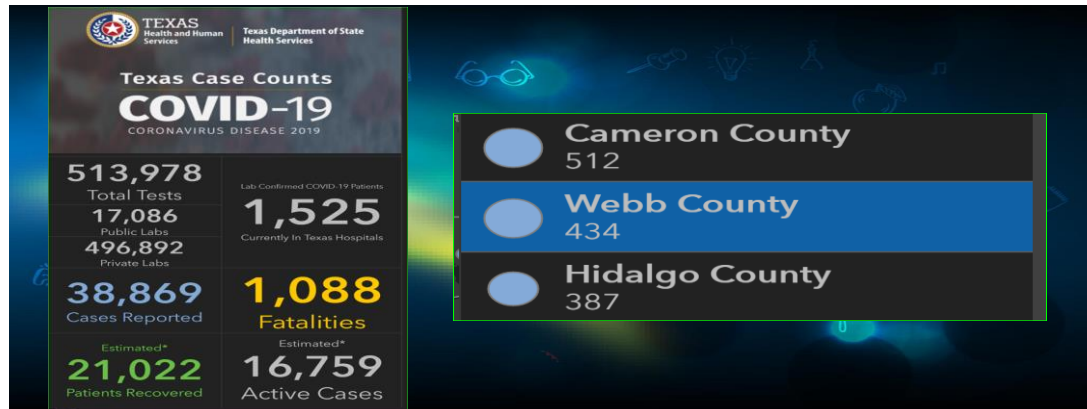 TEXAS
Health and Human
Services
Texas Department of State
Health Services
Texas Case Counts
COVID-19
CORONAVIRUS DISEASE 2019
513,978
Total Tests
17,086
Public Labs
496,892
Private Labs
Lab Confirmed COVID-19 Patients
1,525
Currently In Texas Hospitals
38,869
Cases Reported
1,088
Fatalities
Estimated*
21,022
Patients Recovered
Estimated*
16,759
Active Cases
Cameron County
512
Webb County
434
Hidalgo County
387